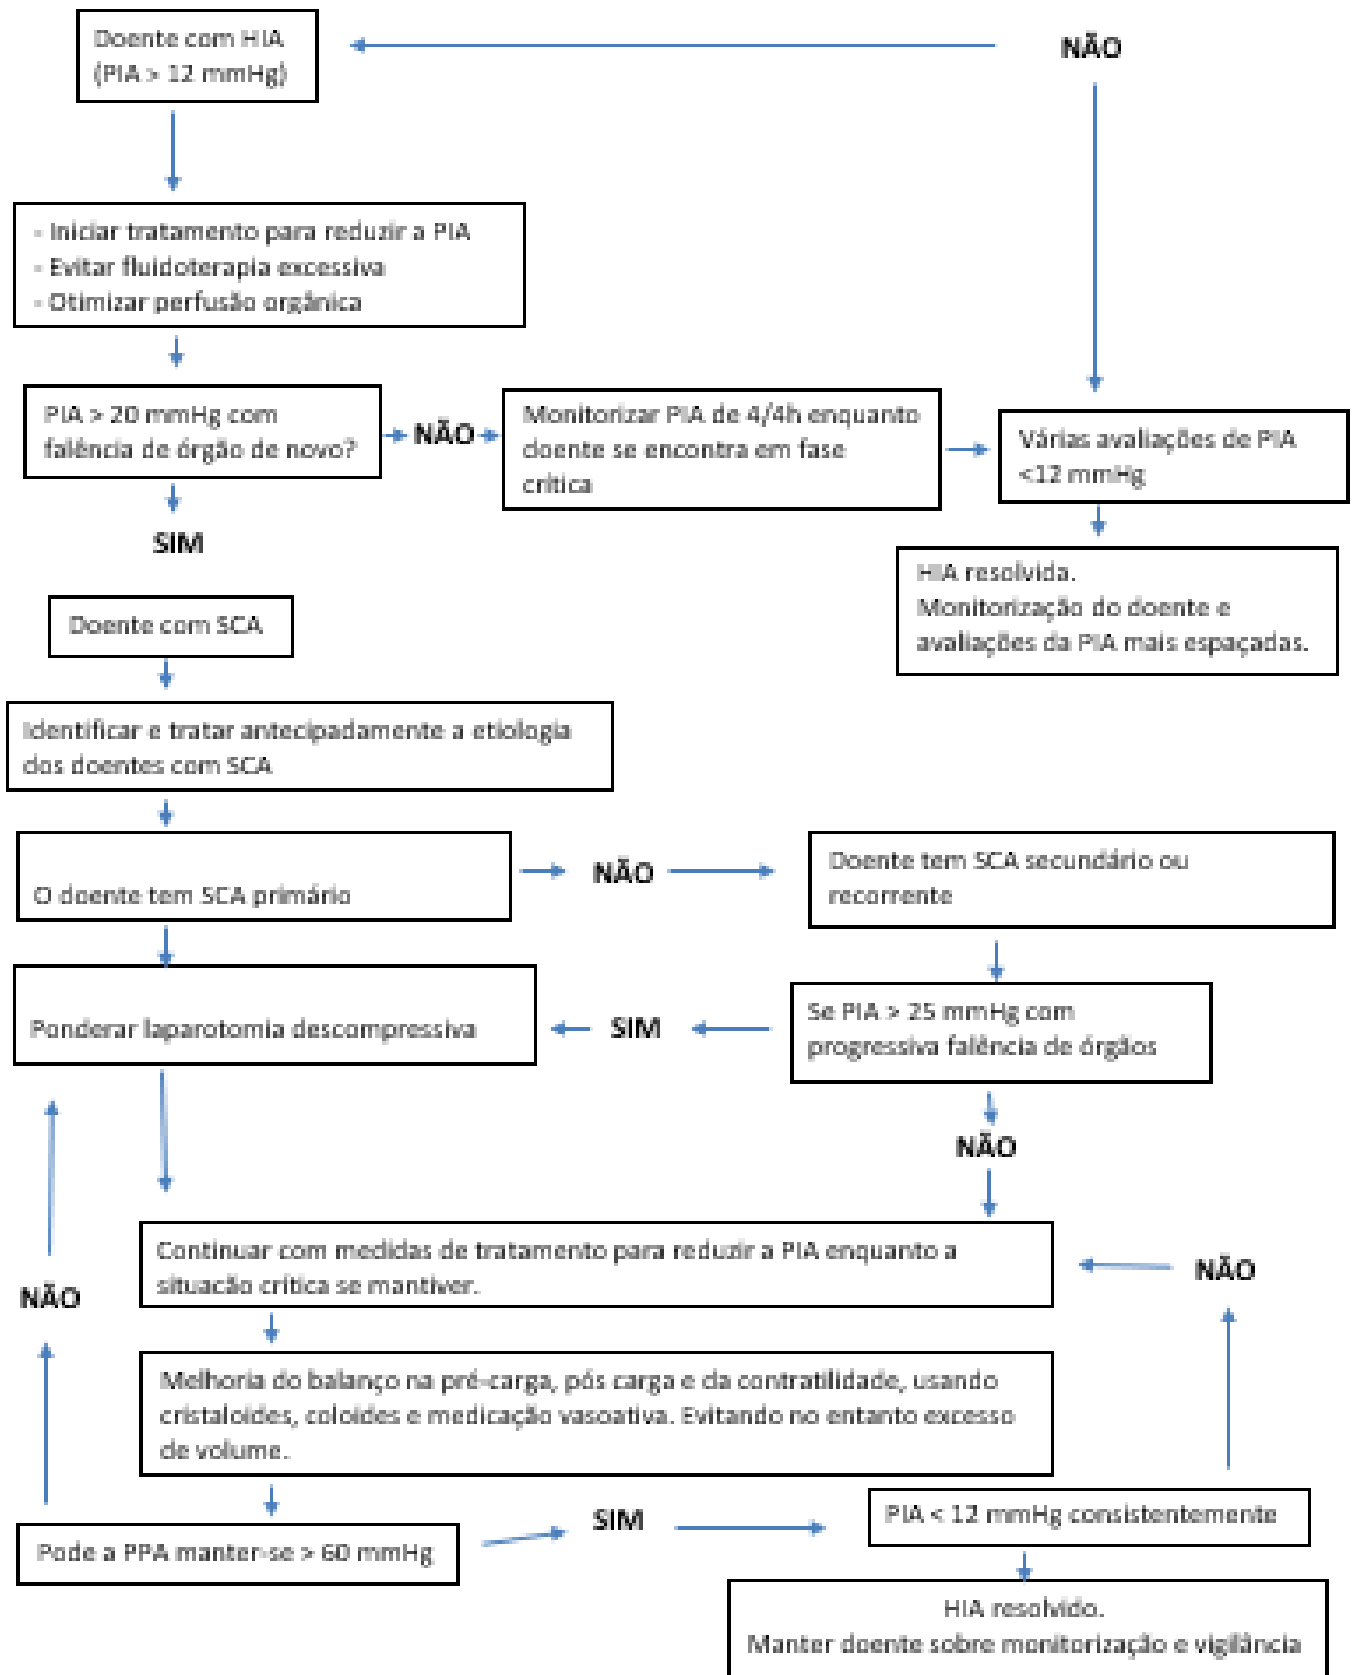 Doente com HIA
(PIA > 12 mmHg)
NÃO
- Iniciar tratamento para reduzir a PIA
- Evitar fluidoterapia excessiva
- Otimizar perfusão orgânica
PIA > 20 mmHg com
falência de órgão de novo?
NÃO
Monitorizar PIA de 4/4h enquanto
doente se encontra em fase
crítica
Várias avaliações de PIA
<12 mmHg
SIM
HIA resolvida.
Monitorização do doente e
avaliações da PIA mais espaçadas.
Doente com SCA
Identificar e tratar antecipadamente a etiologia
dos doentes com SCA
O doente tem SCA primário
NÃO
Doente tem SCA secundário ou
recorrente
Ponderar laparotomia descompressiva
SIM
Se PIA > 25 mmHg com
progressiva falência de órgãos
NÃO
Continuar com medidas de tratamento para reduzir a PIA enquanto a
situacão crítica se mantiver.
NÃO
NÃO
Melhoria do balanço na pré-carga, pós carga e da contratilidade, usando
cristaloides, coloides e medicação vasoativa. Evitando no entanto excesso
de volume.
Pode a PPA manter-se > 60 mmHg
SIM
PIA < 12 mmHg consistentemente
HIA resolvido.
Manter doente sobre monitorização e vigilância